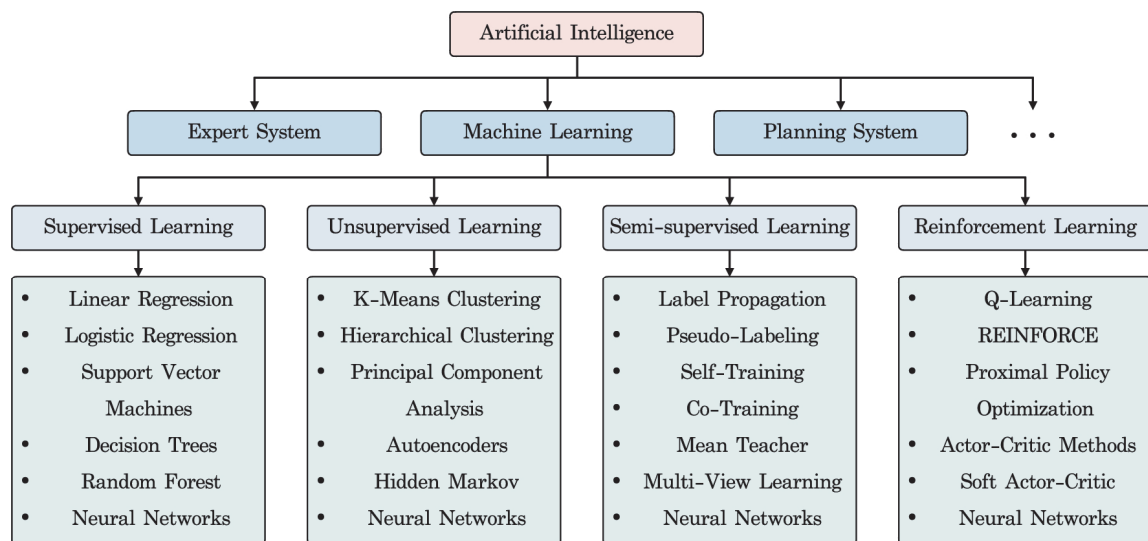 Artificial Intelligence
Expert System
Machine Learning
Planning System
...
Supervised Learning
Unsupervised Learning
Semi-supervised Learning
Reinforcement Learning
• Linear Regression
• Logistic Regression
• Support Vector
Machines
• Decision Trees
• Random Forest
• Neural Networks
• K-Means Clustering
• Hierarchical Clustering
• Principal Component
Analysis
• Autoencoders
• Hidden Markov
• Neural Networks
• Label Propagation
• Pseudo-Labeling
• Self-Training
• Co-Training
• Mean Teacher
• Multi-View Learning
• Neural Networks
• Q-Learning
• REINFORCE
• Proximal Policy
Optimization
• Actor-Critic Methods
• Soft Actor-Critic
• Neural Networks